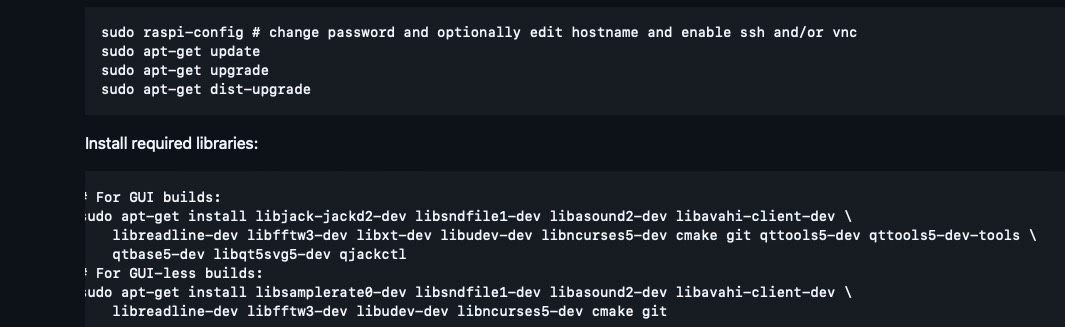 sudo raspi-config # change password and optionally edit hostname and enable ssh and/or vnc
sudo apt-get update
sudo apt-get upgrade
sudo apt-get dist-upgrade
Install required libraries:
# For GUI builds:
sudo apt-get install libjack-jackd2-dev libsndfile1-dev libasound2-dev libavahi-client-dev \
libreadline-dev libfftw3-dev libxt-dev libudev-dev libncurses5-dev cmake git qttools5-dev qttools5-dev-tools \
qtbase5-dev libqt5svg5-dev qjackctl
# For GUI-less builds:
sudo apt-get install libsamplerate0-dev libsndfile1-dev libasound2-dev libavahi-client-dev \
libreadline-dev libfftw3-dev libudev-dev libncurses5-dev cmake git